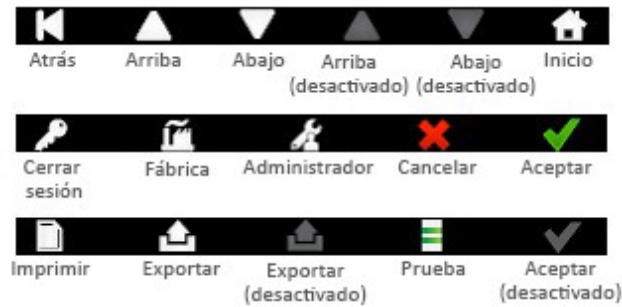 Atrás Arriba Abajo Arriba (desactivado) Abajo (desactivado) Inicio
Cerrar sesión Fábrica Administrador Cancelar Aceptar
Imprimir Exportar Exportar (desactivado) Prueba Aceptar (desactivado)